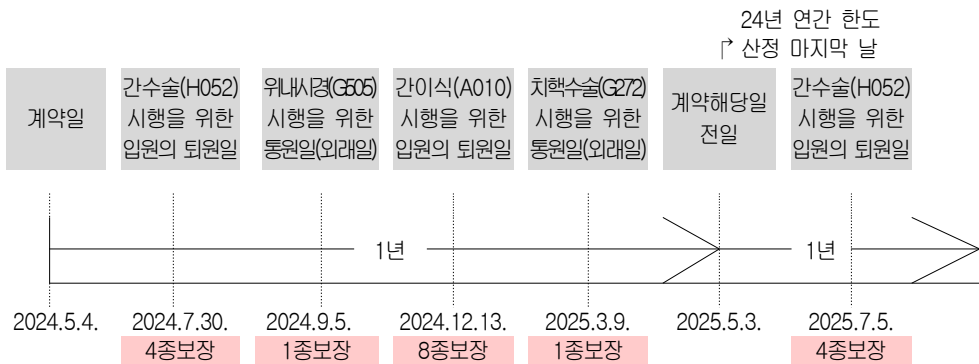 24년 연간 한도
┌ 산정 마지막 날
계약일
간수술(H052)
시행을 위한
입원의 퇴원일
위내시경(G505)
시행을 위한
통원일(외래일)
간이식(A010)
시행을 위한
입원의 퇴원일
치핵수술(G272)
시행을 위한
통원일(외래일)
계약해당일
전일
간수술(H052)
시행을 위한
입원의 퇴원일
1년
1년
2024.5.4.
2024.7.30.
2024.9.5.
2024.12.13.
2025.3.9.
2025.5.3.
2025.7.5.
4종보장
1종보장
8종보장
1종보장
4종보장